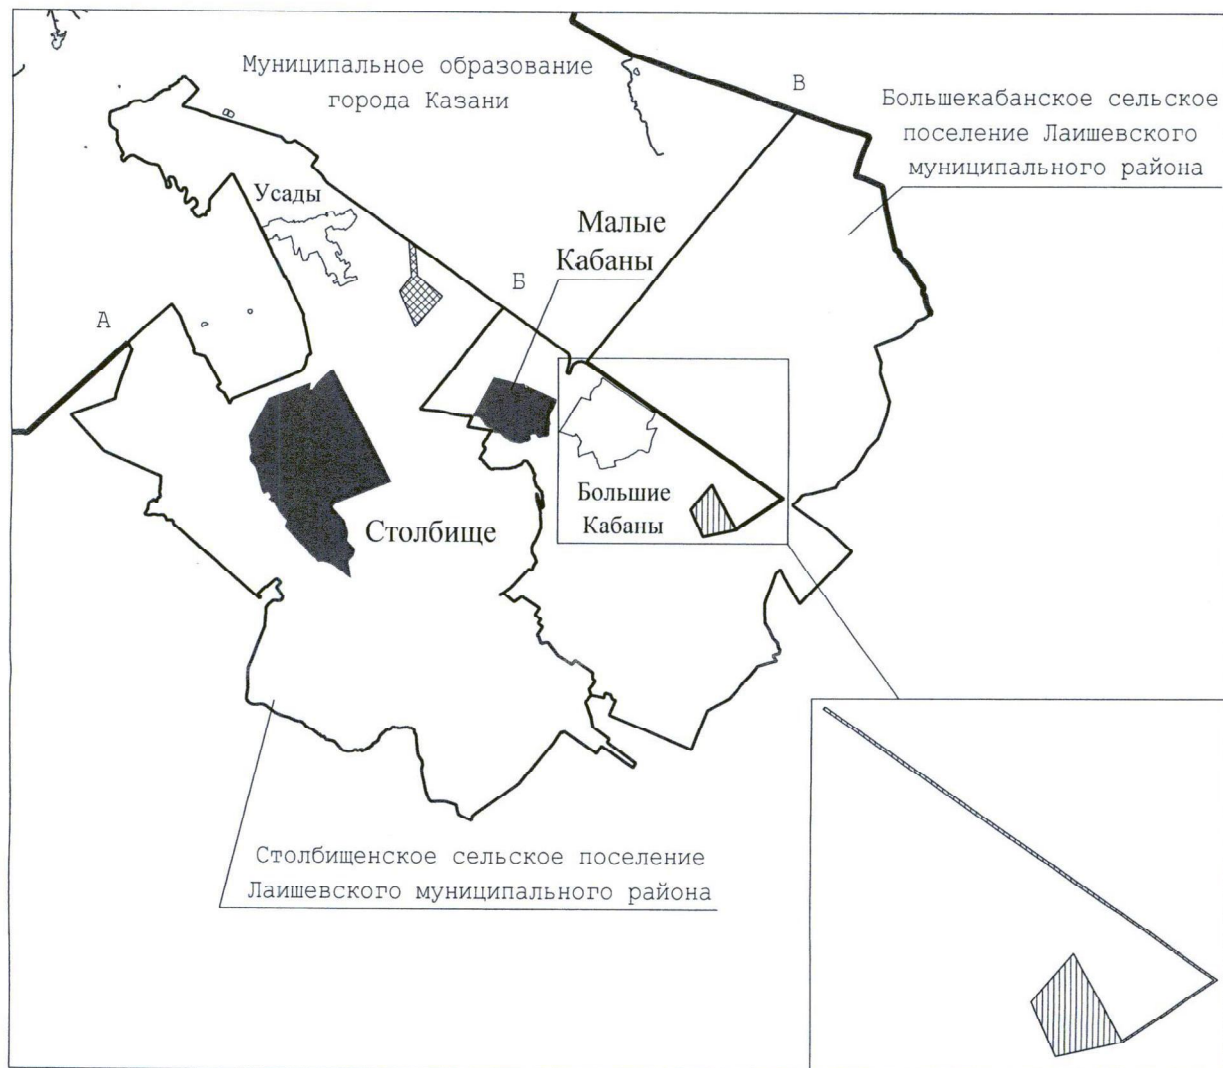 Муниципальное образование
города Казани
В
Большекабанское сельское
поселение Лаишевского
муниципального района
Усады
Малые
Кабаны
Б
А
Большие
Кабаны
Столбище
Столбищенское сельское поселение
Лаишевского муниципального района